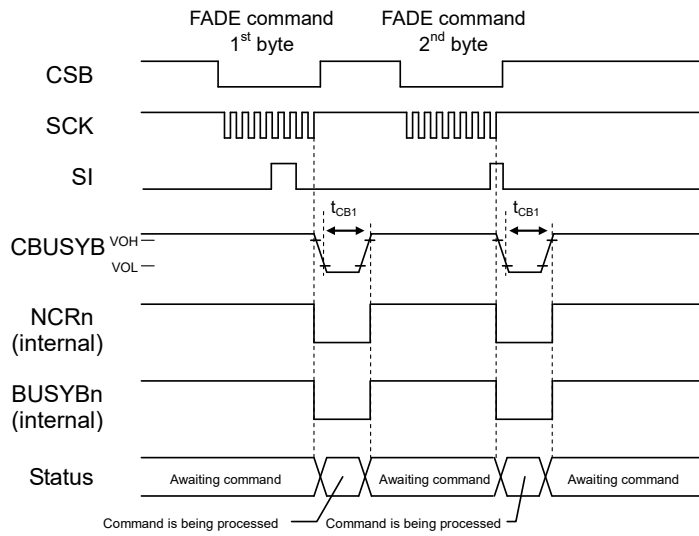 FADE command
1st byte
FADE command
2nd byte
CSB
SCK
SI
tCB1
tCB1
CBUSYB
VOH
VOL
NCRn
(internal)
BUSYBn
(internal)
Status
Awaiting command
Awaiting command
Awaiting command
Command is being processed
Command is being processed